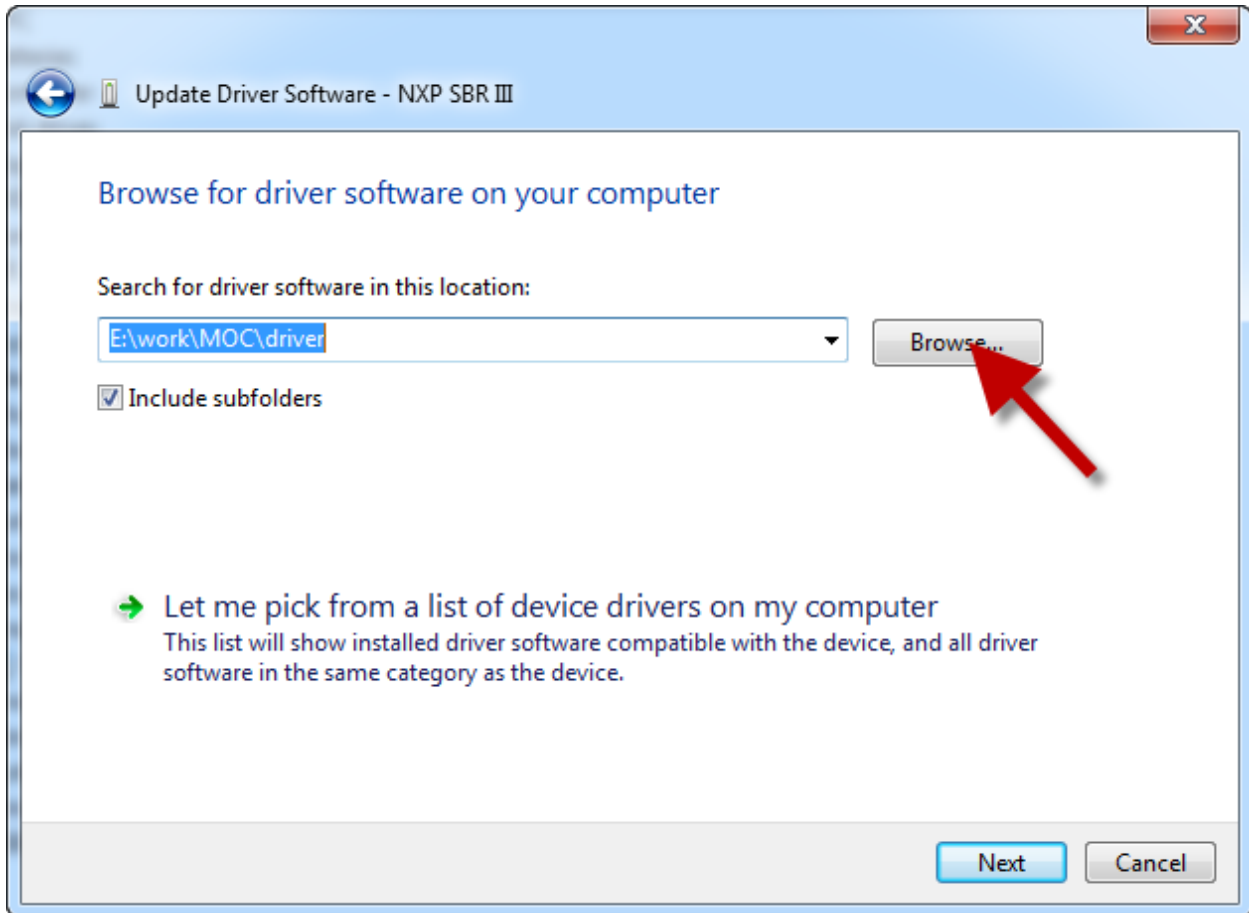 Update Driver Software - NXP SBR III
Browse for driver software on your computer
Search for driver software in this location:
E:\work\MOC\driver
Browse...
Include subfolders
Let me pick from a list of device drivers on my computer
This list will show installed driver software compatible with the device, and all driver
software in the same category as the device.
Next
Cancel